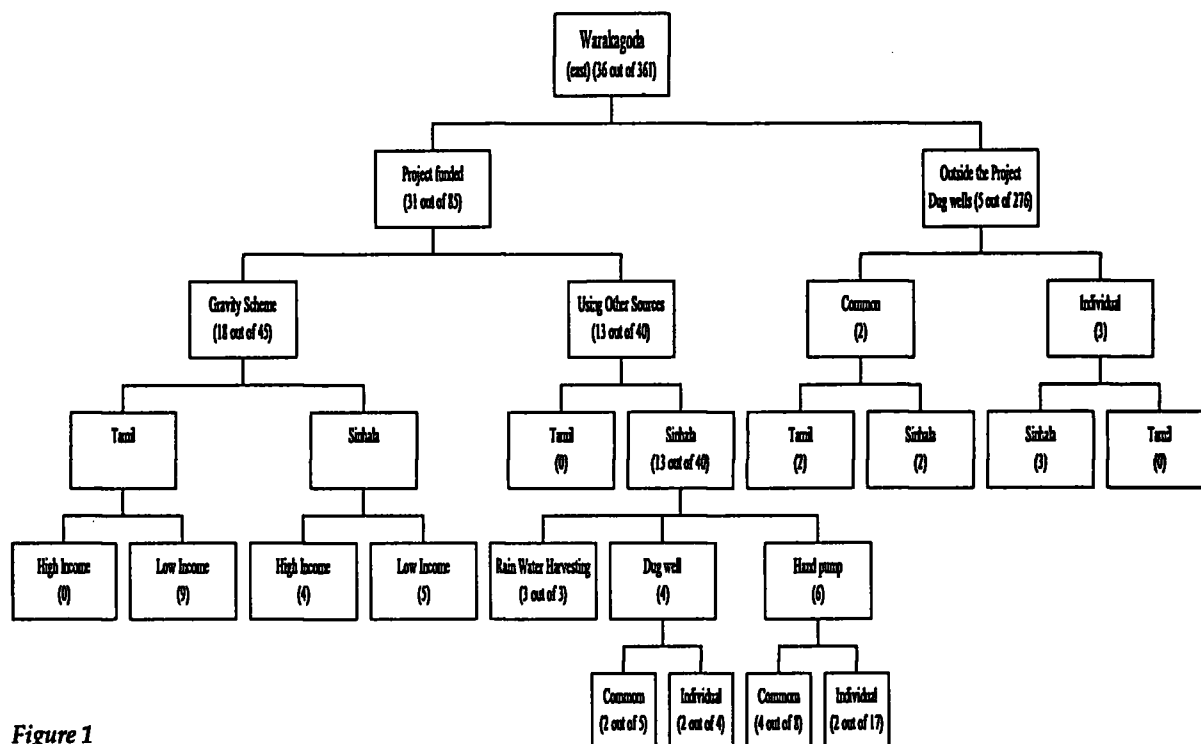 Warakagoda
(east) (36 out of 361)
Project funded
(31 out of 85)
Outside the Project
Dug wells (5 out of 276)
Gravity Scheme
(18 out of 45)
Using Other Sources
(13 out of 40)
Common
(2)
Individual
(3)
Tamil
Sinhala
Tamil
(0)
Sinhala
(13 out of 40)
Tamil
(2)
Sinhala
(2)
Sinhala
(3)
Tamil
(0)
High Income
(0)
Low Income
(9)
High Income
(4)
Low Income
(5)
Rain Water Harvesting
(3 out of 3)
Dug well
(4)
Hand pump
(6)
Common
(2 out of 5)
Individual
(2 out of 4)
Common
(4 out of 8)
Individual
(2 out of 17)
Figure 1